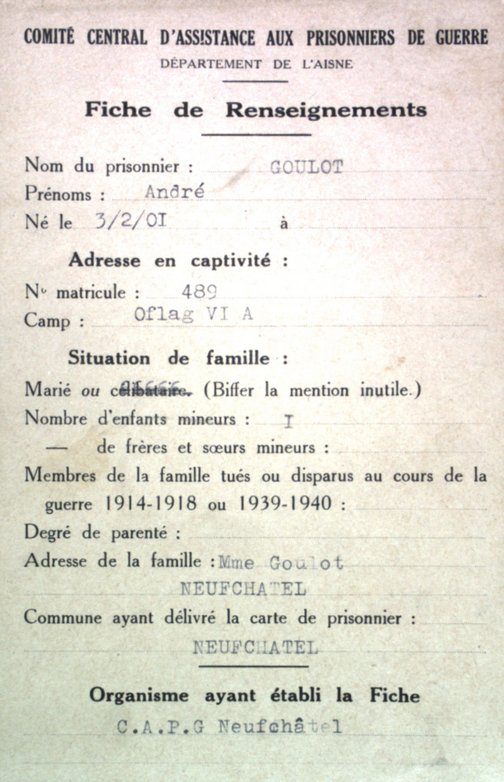 COMITÉ CENTRAL D'ASSISTANCE AUX PRISONNIERS DE GUERRE
DÉPARTEMENT DE L'AISNE
Fiche de Renseignements
Nom du prisonnier : GOULOT
Prénoms : André
Né le 3/2/0I à
Adresse en captivité :
Nº matricule : 489
Camp : Oflag VI A
Situation de famille :
Marié ou célibataire. (Biffer la mention inutile.)
Nombre d'enfants mineurs : I
— de frères et sœurs mineurs :
Membres de la famille tués ou disparus au cours de la
guerre 1914-1918 ou 1939-1940 :
Degré de parenté :
Adresse de la famille : Mme Goulot
NEUFCHATEL
Commune ayant délivré la carte de prisonnier :
NEUFCHATEL
Organisme ayant établi la Fiche
C.A.P.G Neufchâtel